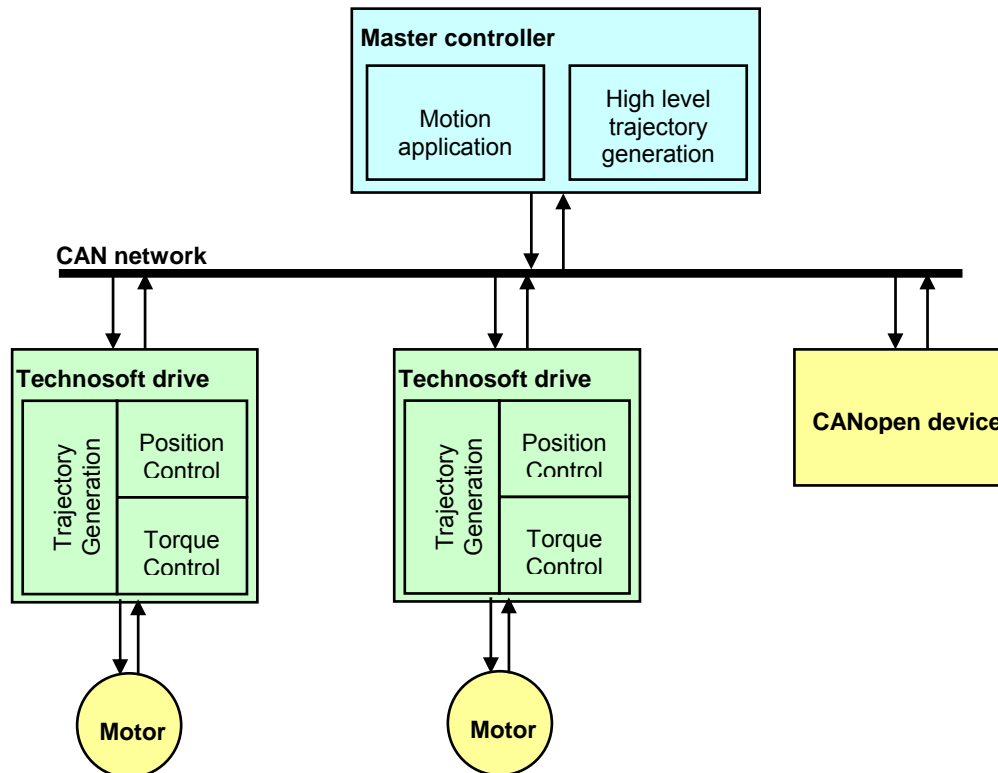 Master controller
Motion
application
High level
trajectory
generation
CAN network
Technosoft drive
Trajectory
Generation
Position
Control
Torque
Control
Technosoft drive
Trajectory
Generation
Position
Control
Torque
Control
CANopen device
Motor
Motor